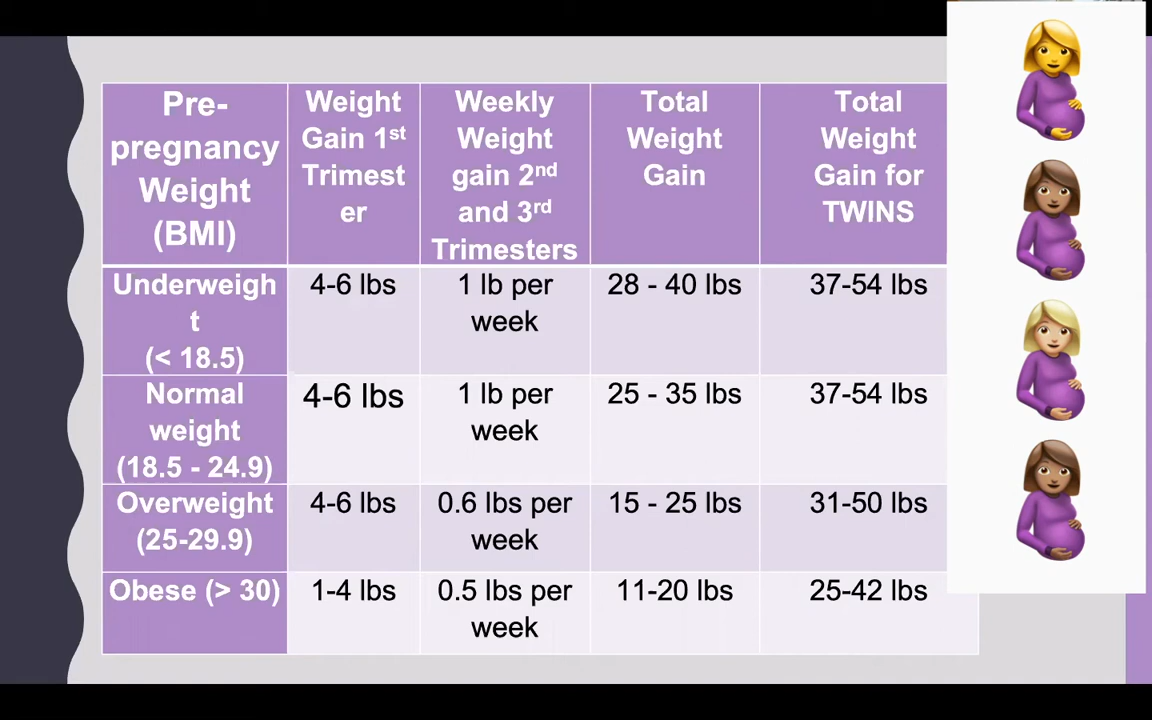 Pre-
pregnancy
Weight
(BMI)
Weight
Gain 1st
Trimest
er
Weekly
Weight
gain 2nd
and 3rd
Trimesters
Total
Weight
Gain
Total
Weight
Gain for
TWINS
Underweigh
t
(< 18.5)
4-6 lbs
1 lb per
week
28 - 40 lbs
37-54 lbs
Normal
weight
(18.5 - 24.9)
4-6 lbs
1 lb per
week
25 - 35 lbs
37-54 lbs
Overweight
(25-29.9)
4-6 lbs
0.6 lbs per
week
15 - 25 lbs
31-50 lbs
Obese (> 30)
1-4 lbs
0.5 lbs per
week
11-20 lbs
25-42 lbs